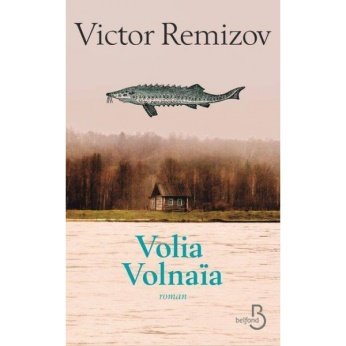 Victor Remizov
Volia
Volnaïa
roman
belfond